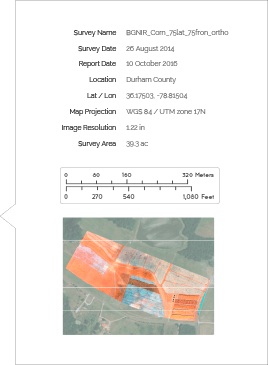 Survey Name BGNIR_Corn_75lat_75fron_ortho
Survey Date 26 August 2014
Report Date 10 October 2016
Location Durham County
Lat / Lon 36.17503, -78.81504
Map Projection WGS 84 / UTM zone 17N
Image Resolution 1.22 in
Survey Area 39.3 ac
0 60 160 320 Meters
0 270 540 1,080 Feet